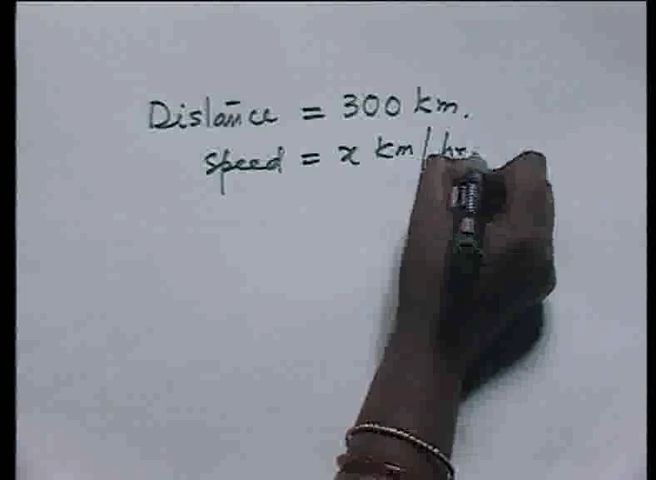 Distance = 300 km.
speed = x km/hr.